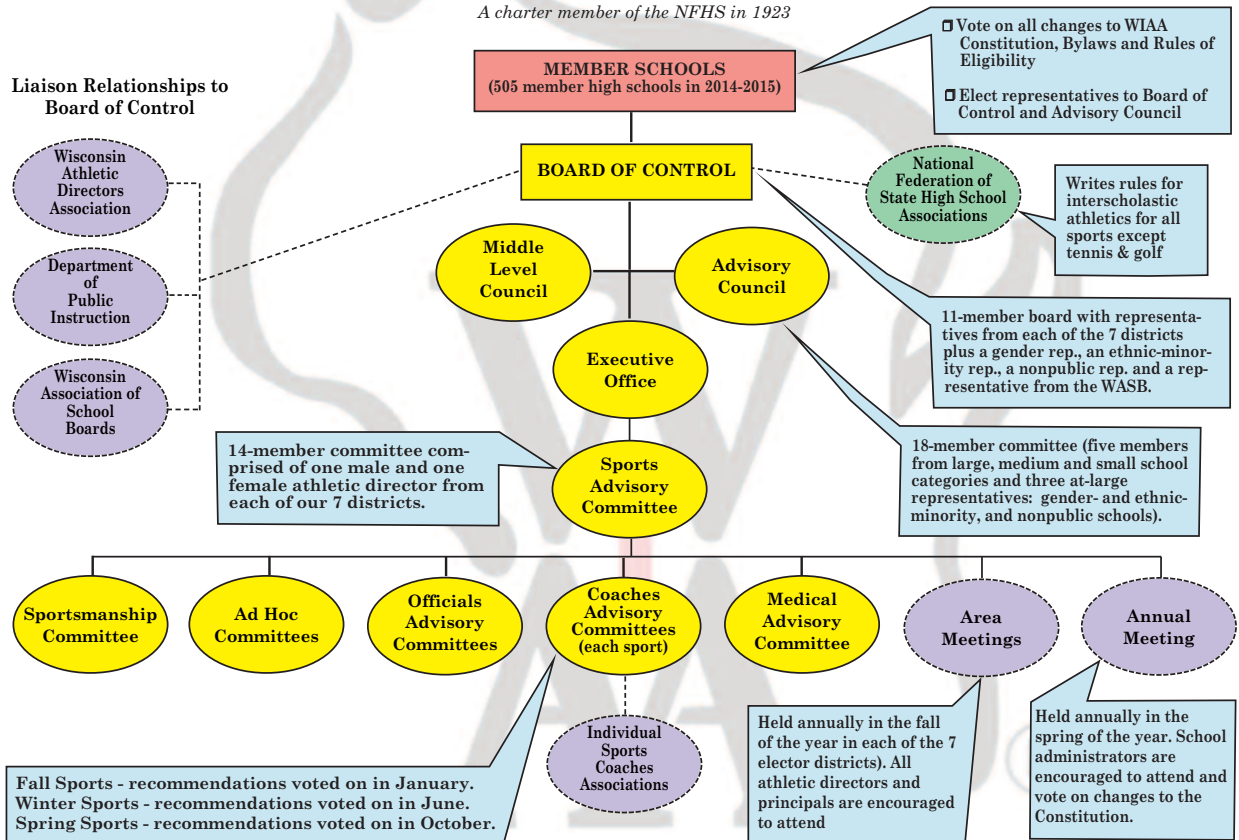 A charter member of the NFHS in 1923
MEMBER SCHOOLS
(505 member high schools in 2014-2015)
❒ Vote on all changes to WIAA
Constitution, Bylaws and Rules of
Eligibility
❒ Elect representatives to Board of
Control and Advisory Council
Liaison Relationships to
Board of Control
Wisconsin
Athletic
Directors
Association
Department
of
Public
Instruction
Wisconsin
Association of
School
Boards
BOARD OF CONTROL
National
Federation of
State High School
Associations
Writes rules for
interscholastic
athletics for all
sports except
tennis & golf
Middle
Level
Council
Advisory
Council
11-member board with representa-
tives from each of the 7 districts
plus a gender rep., an ethnic-minor-
ity rep., a nonpublic rep. and a rep-
resentative from the WASB.
Executive
Office
18-member committee (five members
from large, medium and small school
categories and three at-large
representatives: gender- and ethnic-
minority, and nonpublic schools).
14-member committee com-
prised of one male and one
female athletic director from
each of our 7 districts.
Sports
Advisory
Committee
Sportsmanship
Committee
Ad Hoc
Committees
Officials
Advisory
Committees
Coaches
Advisory
Committees
(each sport)
Medical
Advisory
Committee
Area
Meetings
Annual
Meeting
Individual
Sports
Coaches
Associations
Fall Sports - recommendations voted on in January.
Winter Sports - recommendations voted on in June.
Spring Sports - recommendations voted on in October.
Held annually in the fall
of the year in each of the 7
elector districts). All
athletic directors and
principals are encouraged
to attend
Held annually in the
spring of the year. School
administrators are
encouraged to attend and
vote on changes to the
Constitution.
W
AA